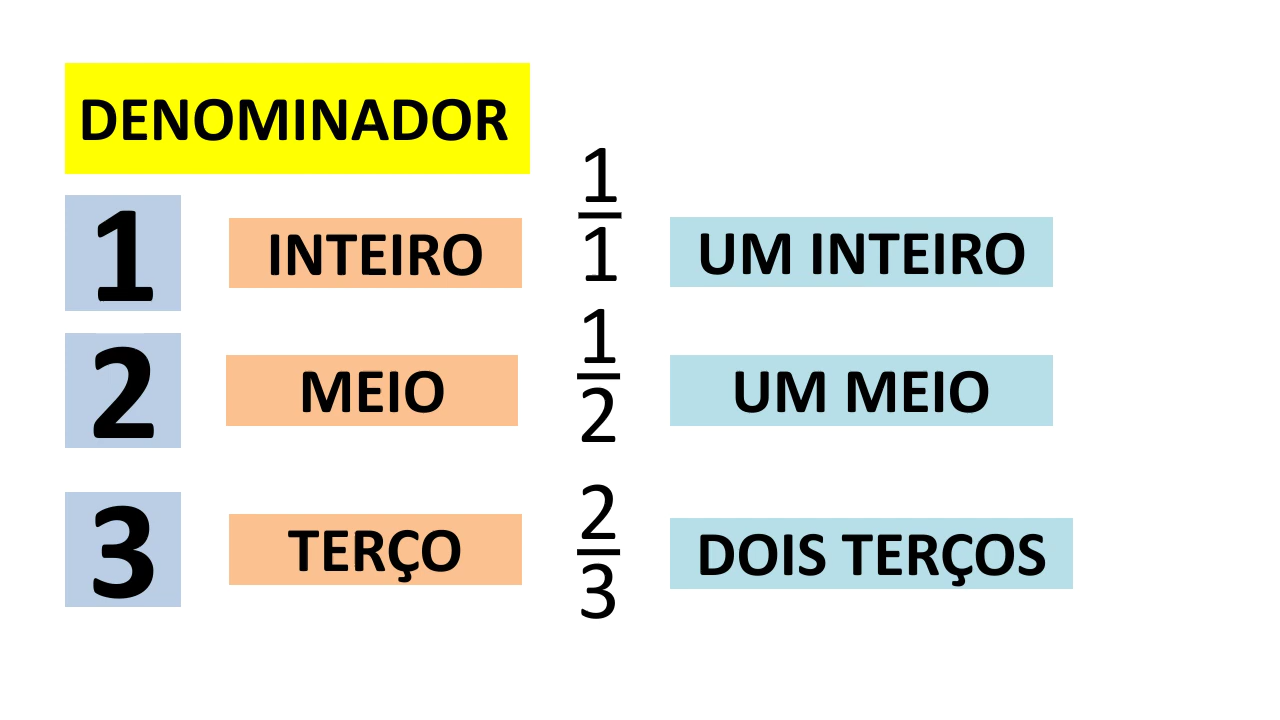 DENOMINADOR
1 INTEIRO 1/1 UM INTEIRO
2 MEIO 1/2 UM MEIO
3 TERÇO 2/3 DOIS TERÇOS